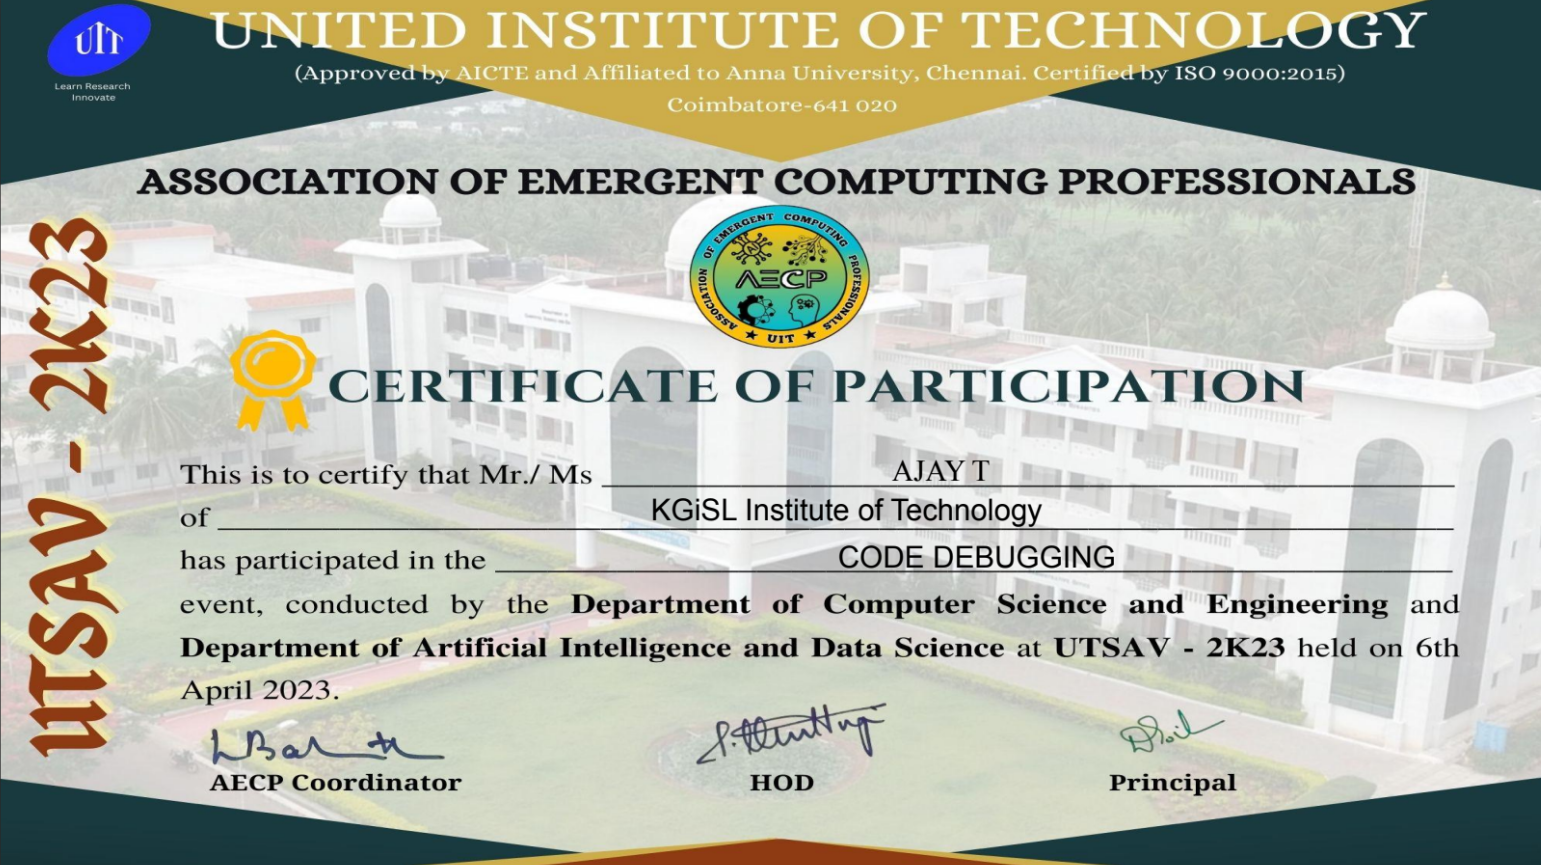 UIT
Learn Research
Innovate
UNITED INSTITUTE OF TECHNOLOGY
(Approved by AICTE and Affiliated to Anna University, Chennai. Certified by ISO 9000:2015)
Coimbatore-641 020
ASSOCIATION OF EMERGENT COMPUTING PROFESSIONALS
ASSOCIATION OF EMERGENT COMPUTING PROFESSIONALS
AECP
★ UIT ★
UTSAV - 2K23
CERTIFICATE OF PARTICIPATION
This is to certify that Mr./ Ms AJAY T
of KGiSL Institute of Technology
has participated in the CODE DEBUGGING
event, conducted by the Department of Computer Science and Engineering and
Department of Artificial Intelligence and Data Science at UTSAV - 2K23 held on 6th
April 2023.
AECP Coordinator
HOD
Principal